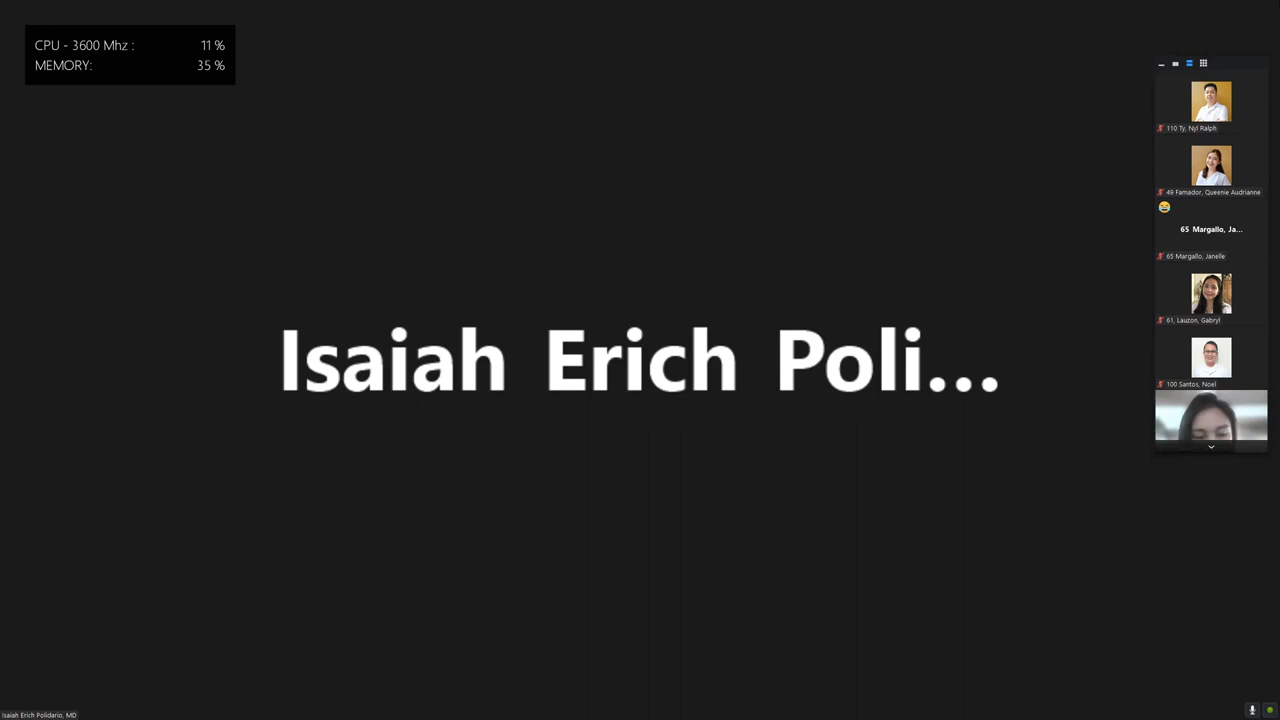 CPU - 3600 Mhz : 11 %
MEMORY: 35 %
110 Ty, Nyl Ralph
49 Famador, Queenie Audrianne
65 Margallo, Ja...
65 Margallo, Janelle
61, Lauzon, Gabryl
100 Santos, Noel
Isaiah Erich Poli...
Isaiah Erich Polidario, MD